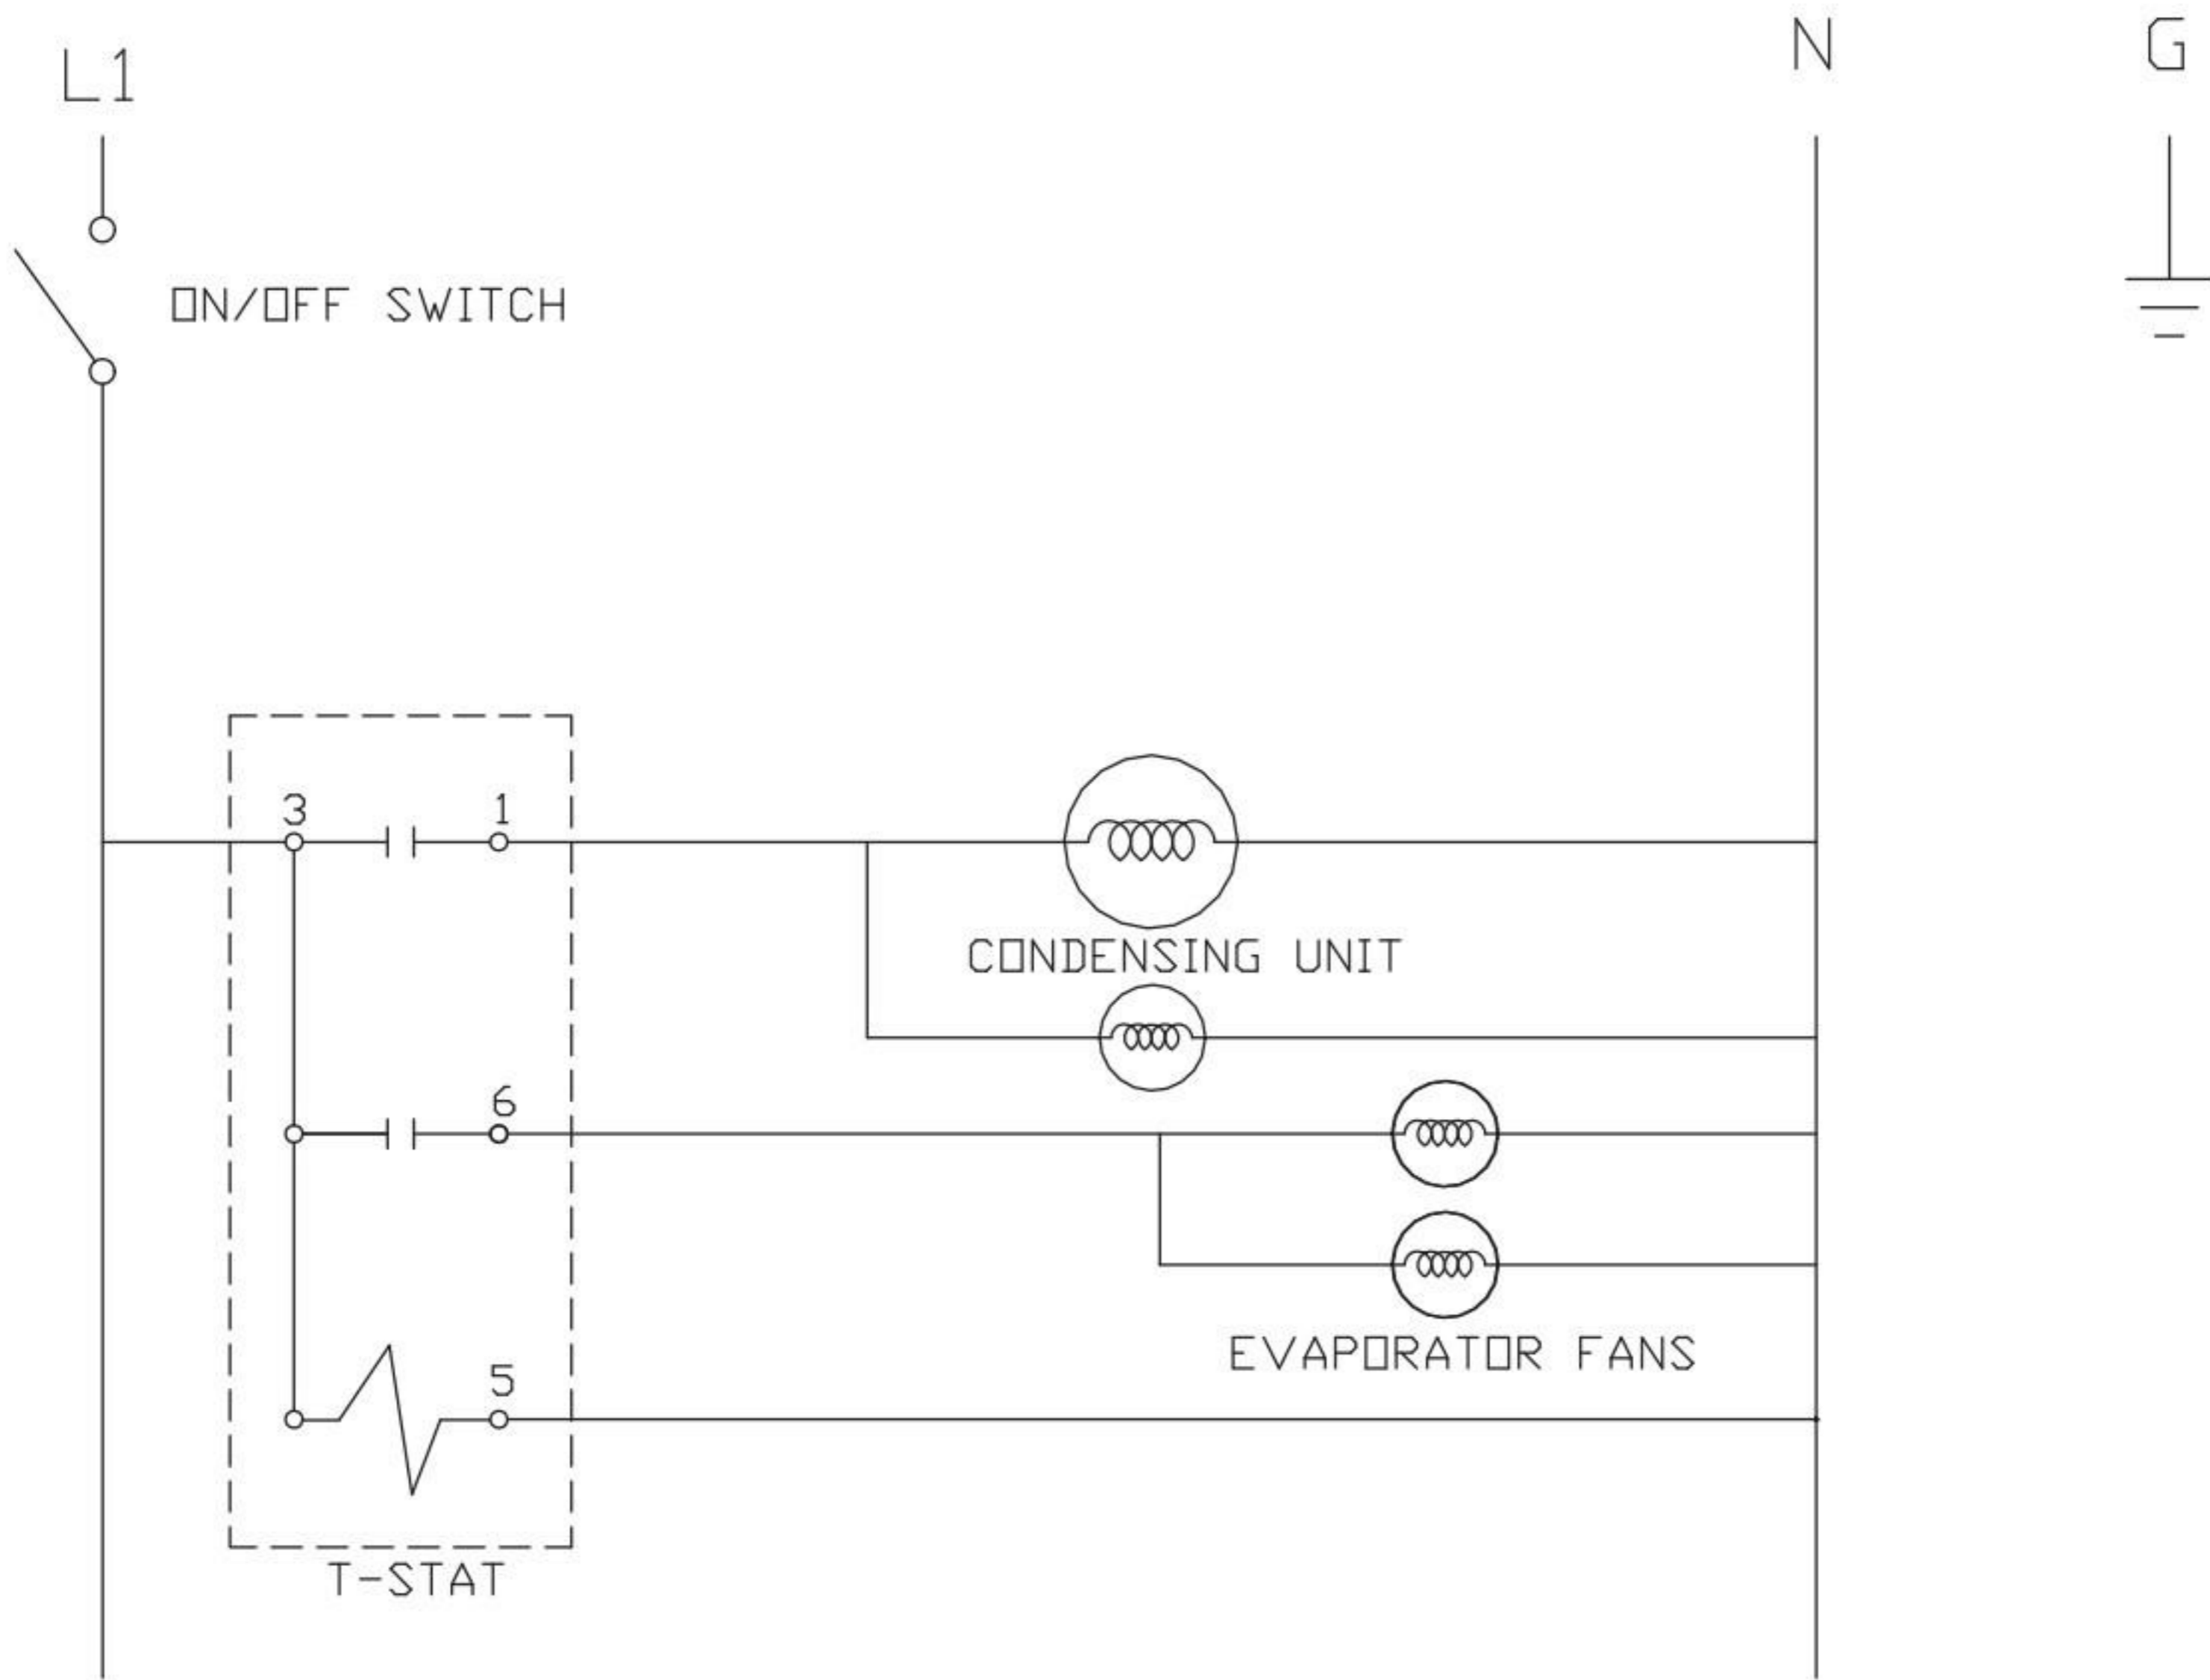 L1
N
G
ON/OFF SWITCH
3
1
CONDENSING UNIT
6
EVAPORATOR FANS
5
T-STAT